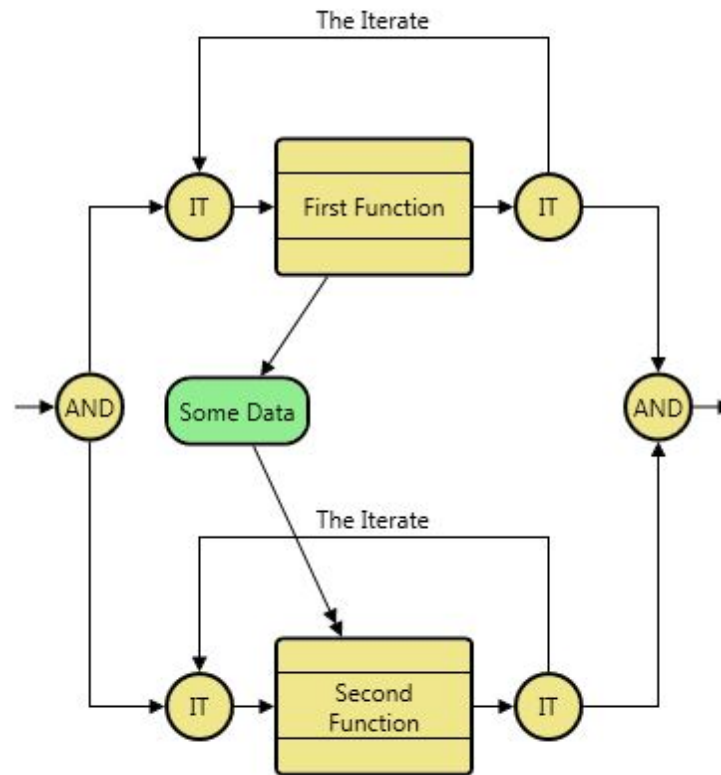 The Iterate
IT
First Function
IT
AND
Some Data
AND
The Iterate
IT
Second
Function
IT